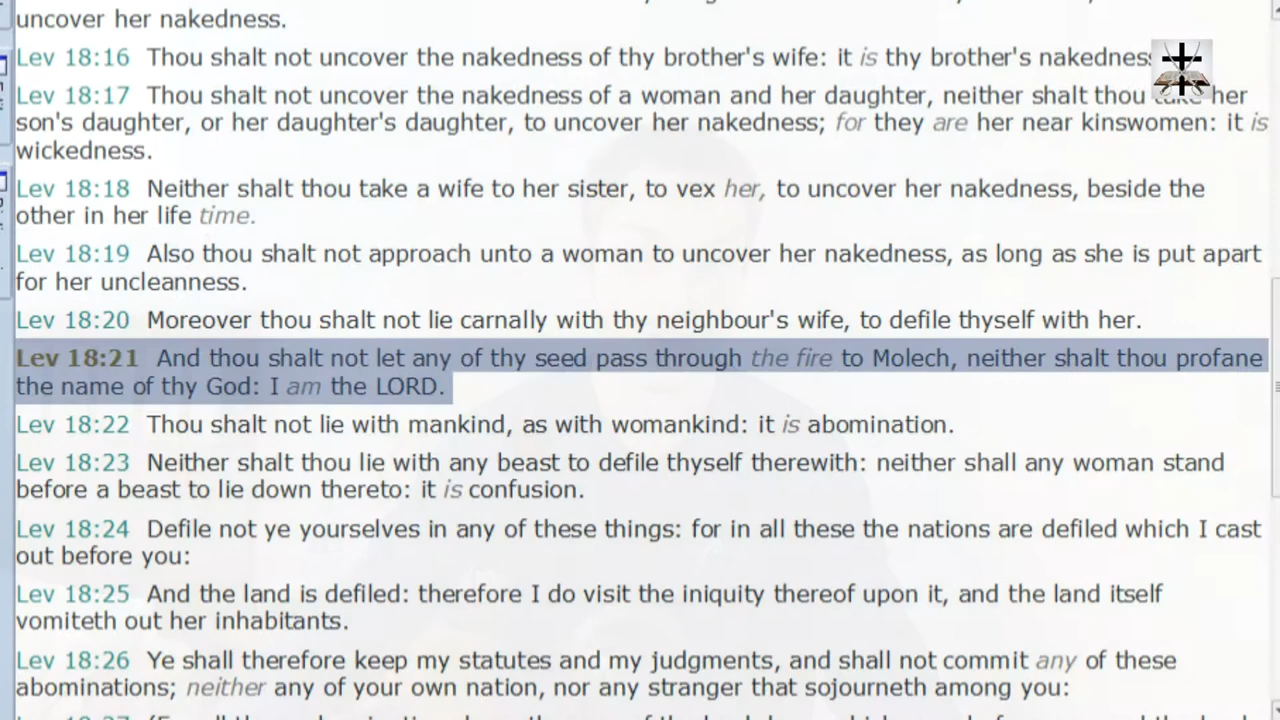 uncover her nakedness.
Lev 18:16 Thou shalt not uncover the nakedness of thy brother's wife: it is thy brother's nakedness
Lev 18:17 Thou shalt not uncover the nakedness of a woman and her daughter, neither shalt thou take her
son's daughter, or her daughter's daughter, to uncover her nakedness; for they are her near kinswomen: it is
wickedness.
Lev 18:18 Neither shalt thou take a wife to her sister, to vex her, to uncover her nakedness, beside the
other in her life time.
Lev 18:19 Also thou shalt not approach unto a woman to uncover her nakedness, as long as she is put apart
for her uncleanness.
Lev 18:20 Moreover thou shalt not lie carnally with thy neighbour's wife, to defile thyself with her.
Lev 18:21 And thou shalt not let any of thy seed pass through the fire to Molech, neither shalt thou profane
the name of thy God: I am the LORD.
Lev 18:22 Thou shalt not lie with mankind, as with womankind: it is abomination.
Lev 18:23 Neither shalt thou lie with any beast to defile thyself therewith: neither shall any woman stand
before a beast to lie down thereto: it is confusion.
Lev 18:24 Defile not ye yourselves in any of these things: for in all these the nations are defiled which I cast
out before you:
Lev 18:25 And the land is defiled: therefore I do visit the iniquity thereof upon it, and the land itself
vomiteth out her inhabitants.
Lev 18:26 Ye shall therefore keep my statutes and my judgments, and shall not commit any of these
abominations; neither any of your own nation, nor any stranger that sojourneth among you: